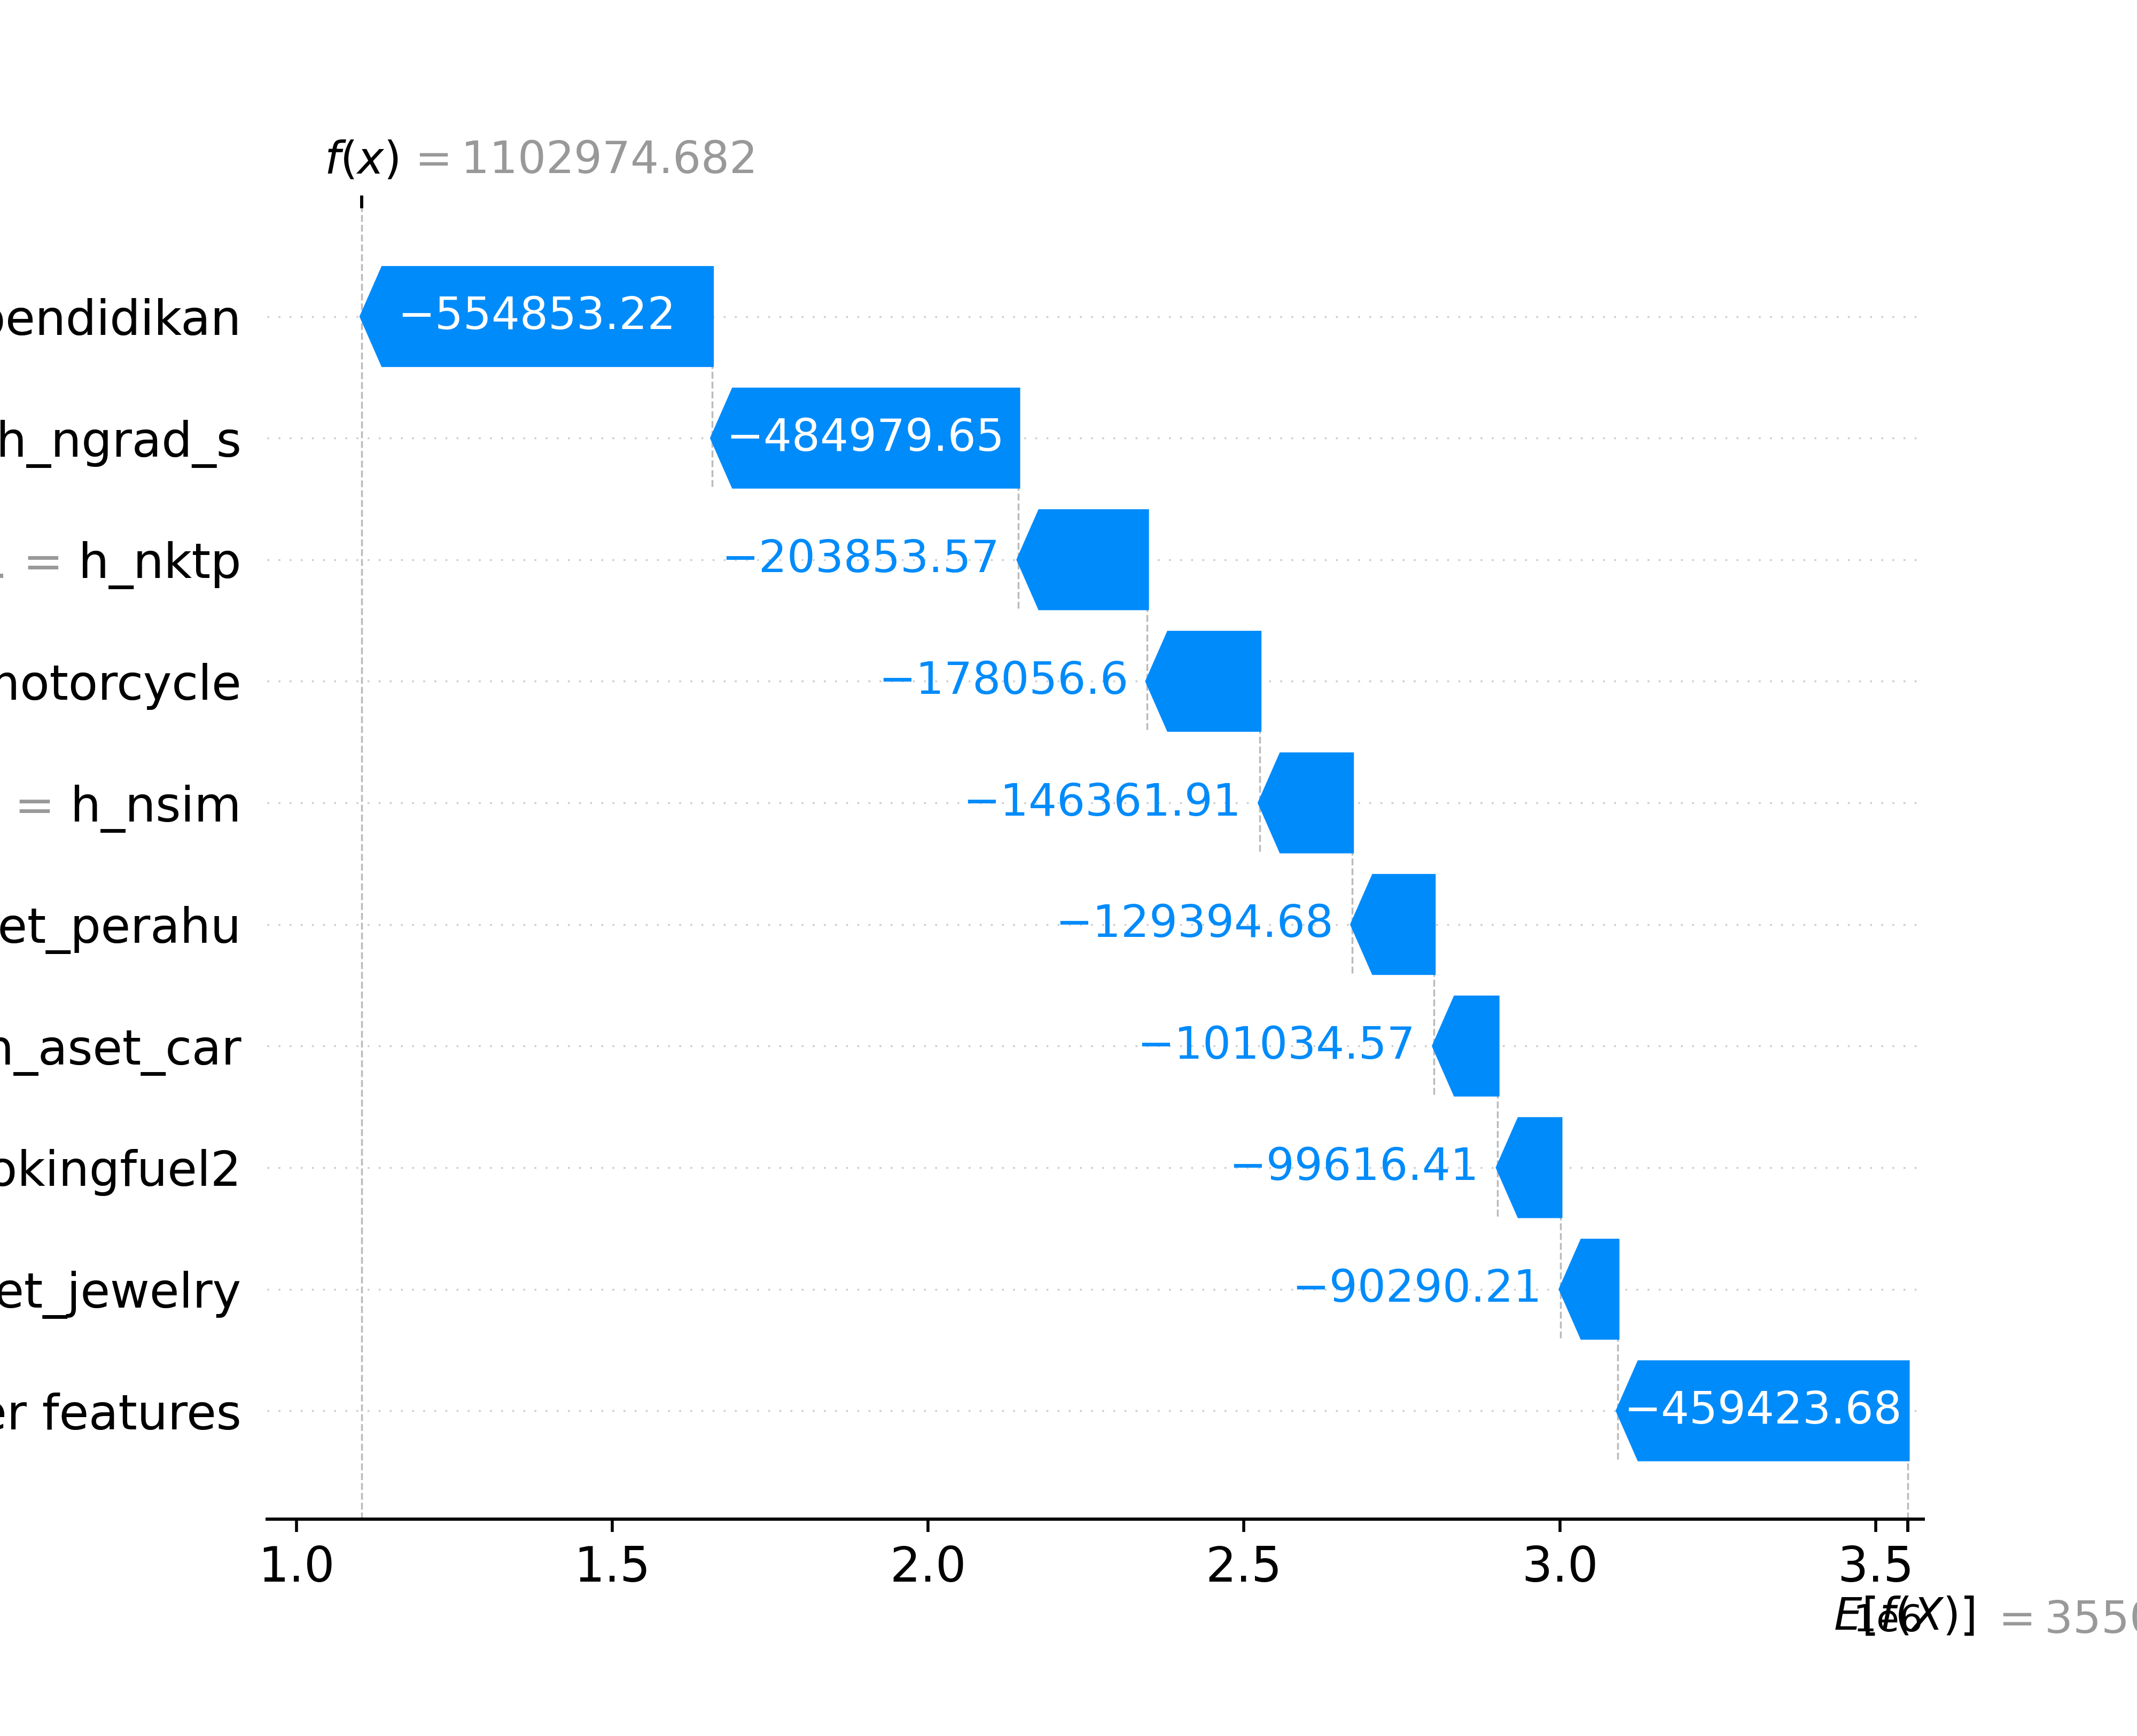 f(x) = 1102974.682
pendidikan −554853.22
h_ngrad_s −484979.65
= h_nktp −203853.57
motorcycle −178056.6
= h_nsim −146361.91
et_perahu −129394.68
h_aset_car −101034.57
okingfuel2 −99616.41
et_jewelry −90290.21
er features −459423.68
1.0 1.5 2.0 2.5 3.0 3.5
1e6
E[f(X)] = 3550